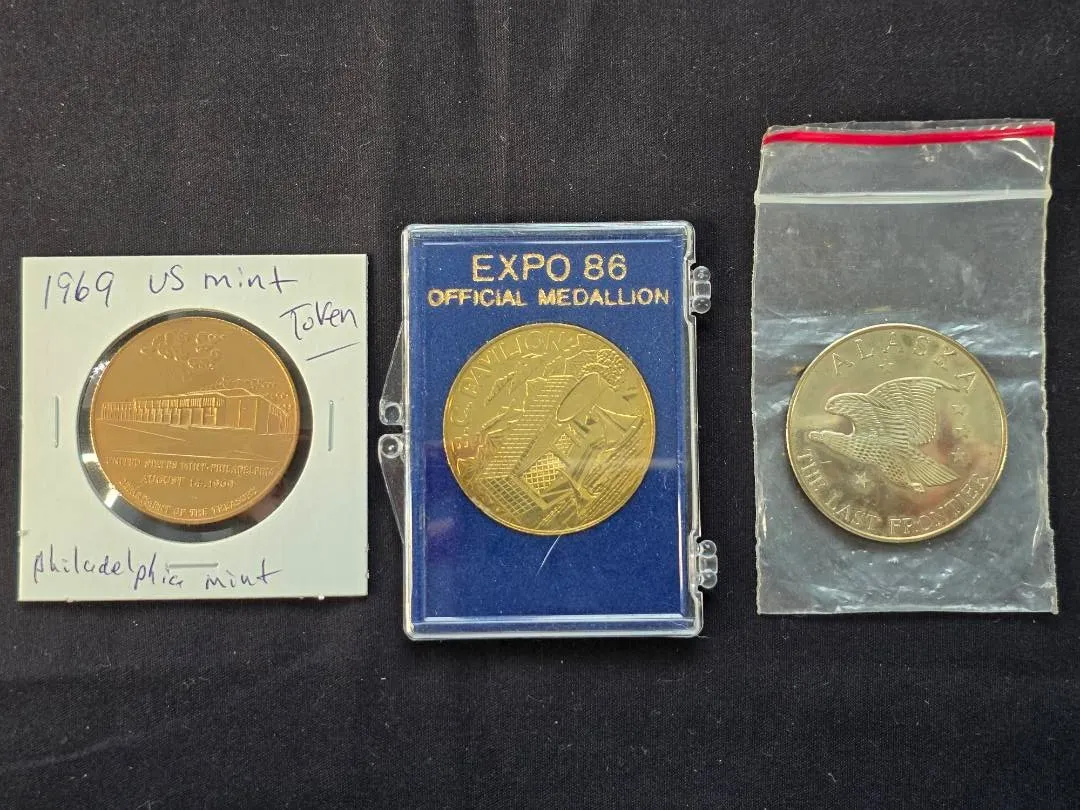 1969 US mint
Token
UNITED STATES MINT-PHILADELPHIA
AUGUST 14, 1969
DEPARTMENT OF THE TREASURY
Philadelphia mint
EXPO 86
OFFICIAL MEDALLION
B.C. PAVILION
ALASKA
THE LAST FRONTIER